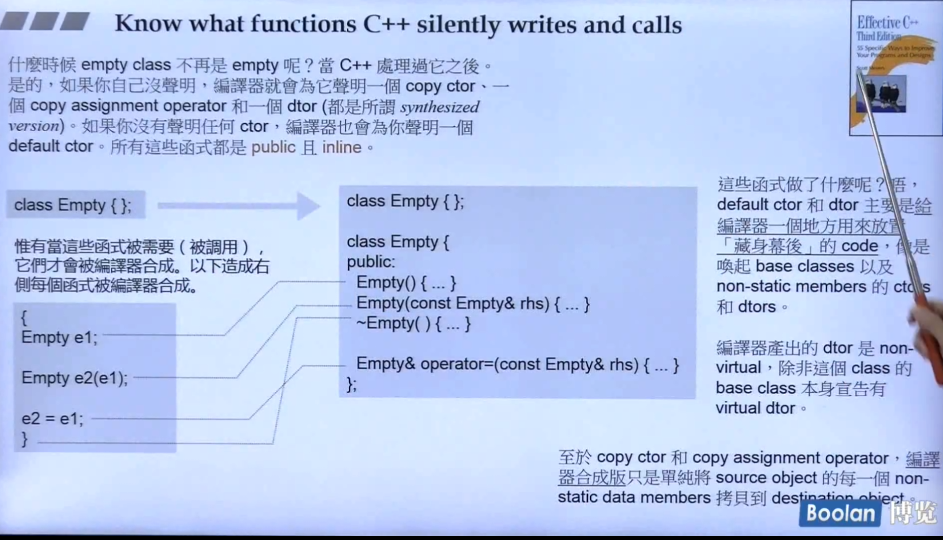 Know what functions C++ silently writes and calls
Effective C++
Third Edition
55 Specific Ways to Improve
Your Programs and Designs
什麼時候 empty class 不再是 empty 呢？當 C++ 處理過它之後。
是的，如果你自己沒聲明，編譯器就會為它聲明一個 copy ctor、一
個 copy assignment operator 和一個 dtor (都是所謂 synthesized
version)。如果你沒有聲明任何 ctor，編譯器也會為你聲明一個
default ctor。所有這些函式都是 public 且 inline。
class Empty { };
惟有當這些函式被需要（被調用），
它們才會被編譯器合成。以下造成右
側每個函式被編譯器合成。
{
Empty e1;
Empty e2(e1);
e2 = e1;
}
class Empty { };
class Empty {
public:
Empty() { ... }
Empty(const Empty& rhs) { ... }
~Empty( ) { ... }
Empty& operator=(const Empty& rhs) { ... }
};
這些函式做了什麼呢？唔，
default ctor 和 dtor 主要是給
編譯器一個地方用來放置
「藏身幕後」的 code，像是
喚起 base classes 以及
non-static members 的 ctors
和 dtors。
編譯器產出的 dtor 是 non-
virtual，除非這個 class 的
base class 本身宣告有
virtual dtor。
至於 copy ctor 和 copy assignment operator，編譯
器合成版只是單純將 source object 的每一個 non-
static data members 拷貝到 destination object。
Boolan 博览